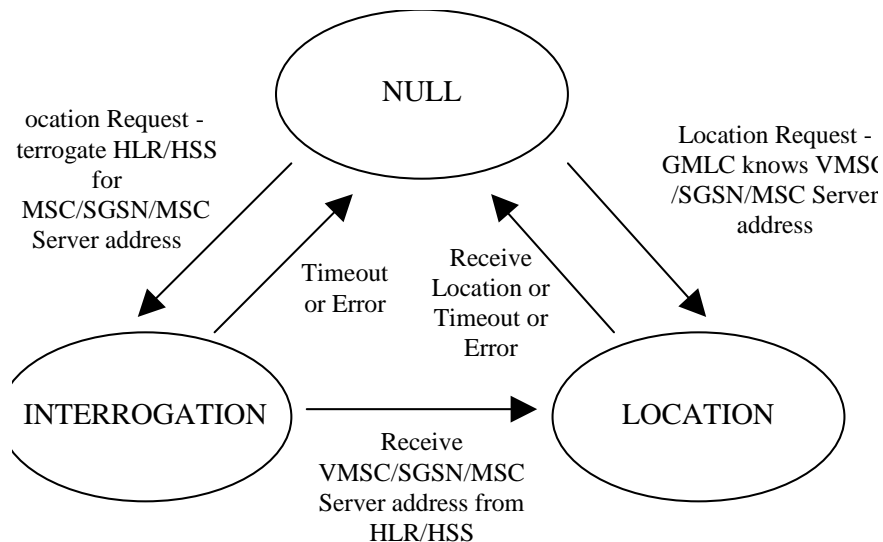 NULL
ocation Request -
terrogate HLR/HSS
for
MSC/SGSN/MSC
Server address
Location Request -
GMLC knows VMSC
/SGSN/MSC Server
address
Timeout
or Error
Receive
Location or
Timeout or
Error
INTERROGATION
LOCATION
Receive
VMSC/SGSN/MSC
Server address from
HLR/HSS